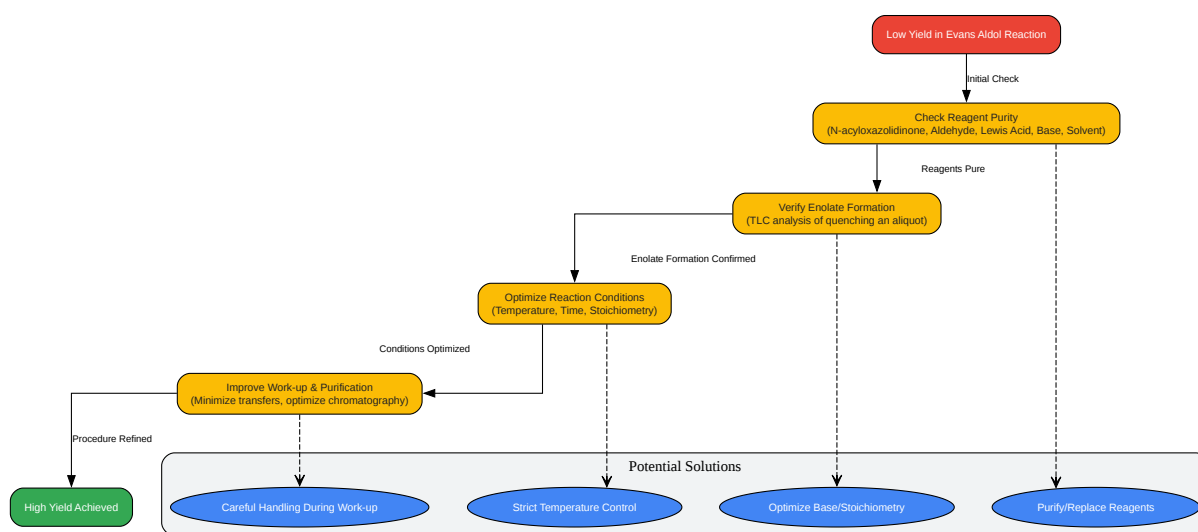 Low Yield in Evans Aldol Reaction
Initial Check
Check Reagent Purity
(N-acyloxazolidinone, Aldehyde, Lewis Acid, Base, Solvent)
Reagents Pure
Verify Enolate Formation
(TLC analysis of quenching an aliquot)
Enolate Formation Confirmed
Optimize Reaction Conditions
(Temperature, Time, Stoichiometry)
Conditions Optimized
Improve Work-up & Purification
(Minimize transfers, optimize chromatography)
Procedure Refined
Potential Solutions
High Yield Achieved
Careful Handling During Work-up
Strict Temperature Control
Optimize Base/Stoichiometry
Purify/Replace Reagents